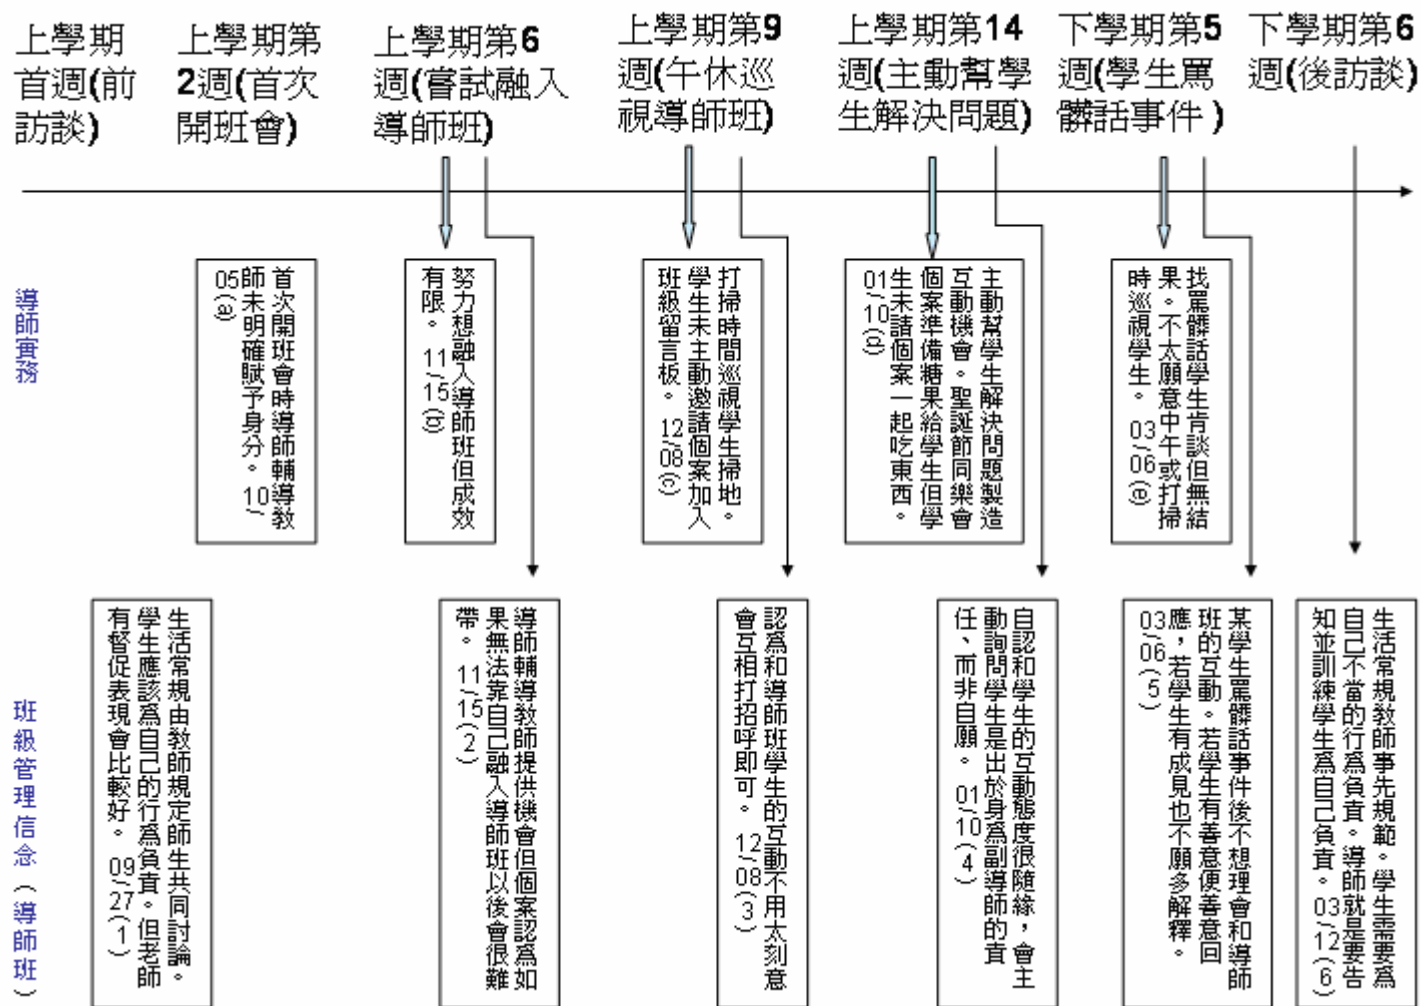 上學期
首週(前
訪談)
上學期第
2週(首次
開班會)
上學期第6
週(嘗試融入
導師班)
上學期第9
週(午休巡
視導師班)
上學期第14
週(主動幫學
生解決問題)
下學期第5
週(學生罵
髒話事件)
下學期第6
週(後訪談)
導師實務
首次開班會時導師輔導教
師未明確賦予身分。10/
05(a)
努力想融入導師班但成效
有限。11/15(b)
打掃時間巡視學生掃地。
學生未主動邀請個案加入
班級留言板。12/08(c)
主動幫學生解決問題製造
互動機會。聖誕節同樂會
個案準備糖果給學生但學
生未請個案一起吃東西。
01/10(d)
找罵髒話學生肯談但無結
果。不太願意中午或打掃
時巡視學生。03/06(e)
班級管理信念(導師班)
生活常規由教師規定師生共同討論。
學生應該為自己的行為負責。但老師
有督促表現會比較好。09/27(1)
導師輔導教師提供機會但個案認為如
果無法靠自己融入導師班以後會很難
帶。11/15(2)
認為和導師班學生的互動不用太刻意
會互相打招呼即可。12/08(3)
自認和學生的互動態度很隨緣，會主
動詢問學生是出於身為副導師的責
任、而非自願。01/10(4)
某學生罵髒話事件後不想理會和導師
班的互動。若學生有善意便善意回
應，若學生有成見也不願多解釋。
03/06(5)
生活常規教師事先規範。學生需要為
自己不當的行為負責。導師就是要告
知並訓練學生為自己負責。03/12(6)